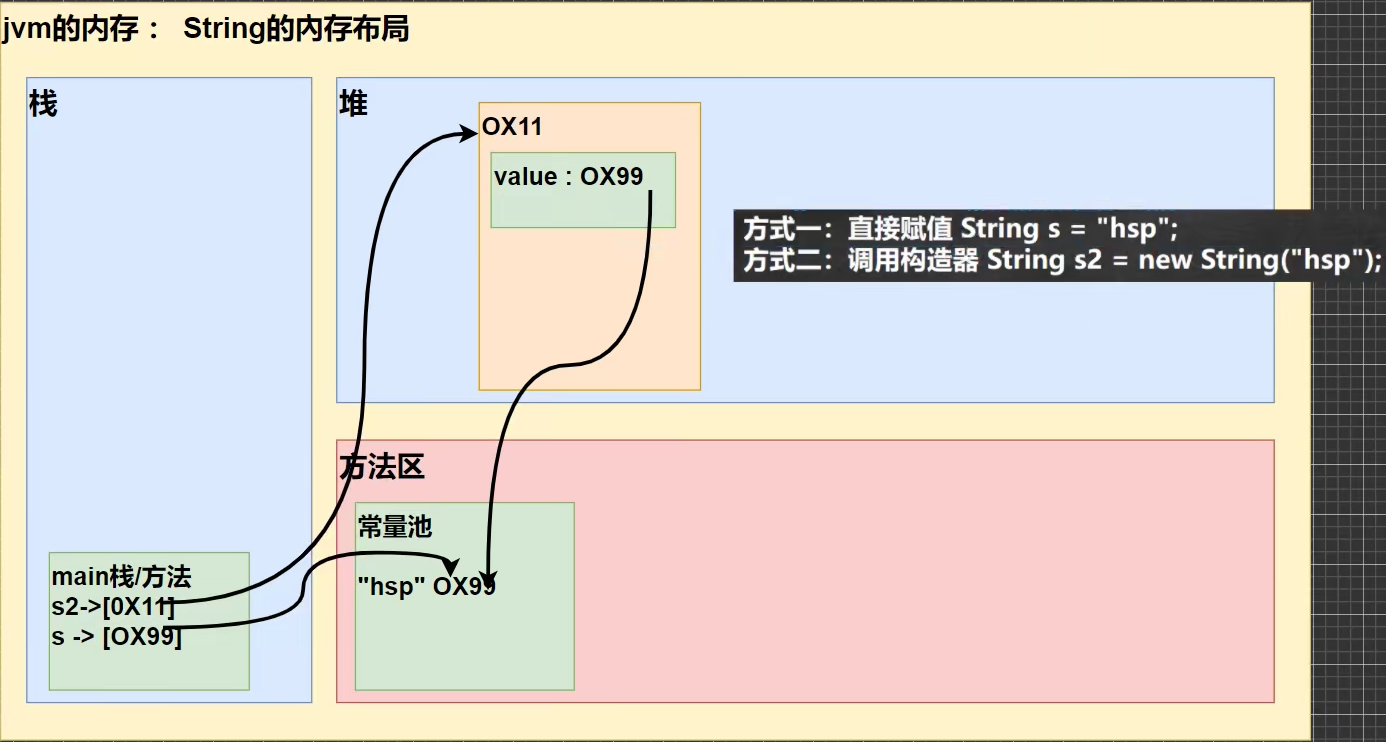 jvm的内存： String的内存布局
栈
堆
OX11
value : OX99
方式一：直接赋值 String s = "hsp";
方式二：调用构造器 String s2 = new String("hsp");
方法区
常量池
"hsp" OX99
main栈/方法
s2->[0X11]
s -> [OX99]